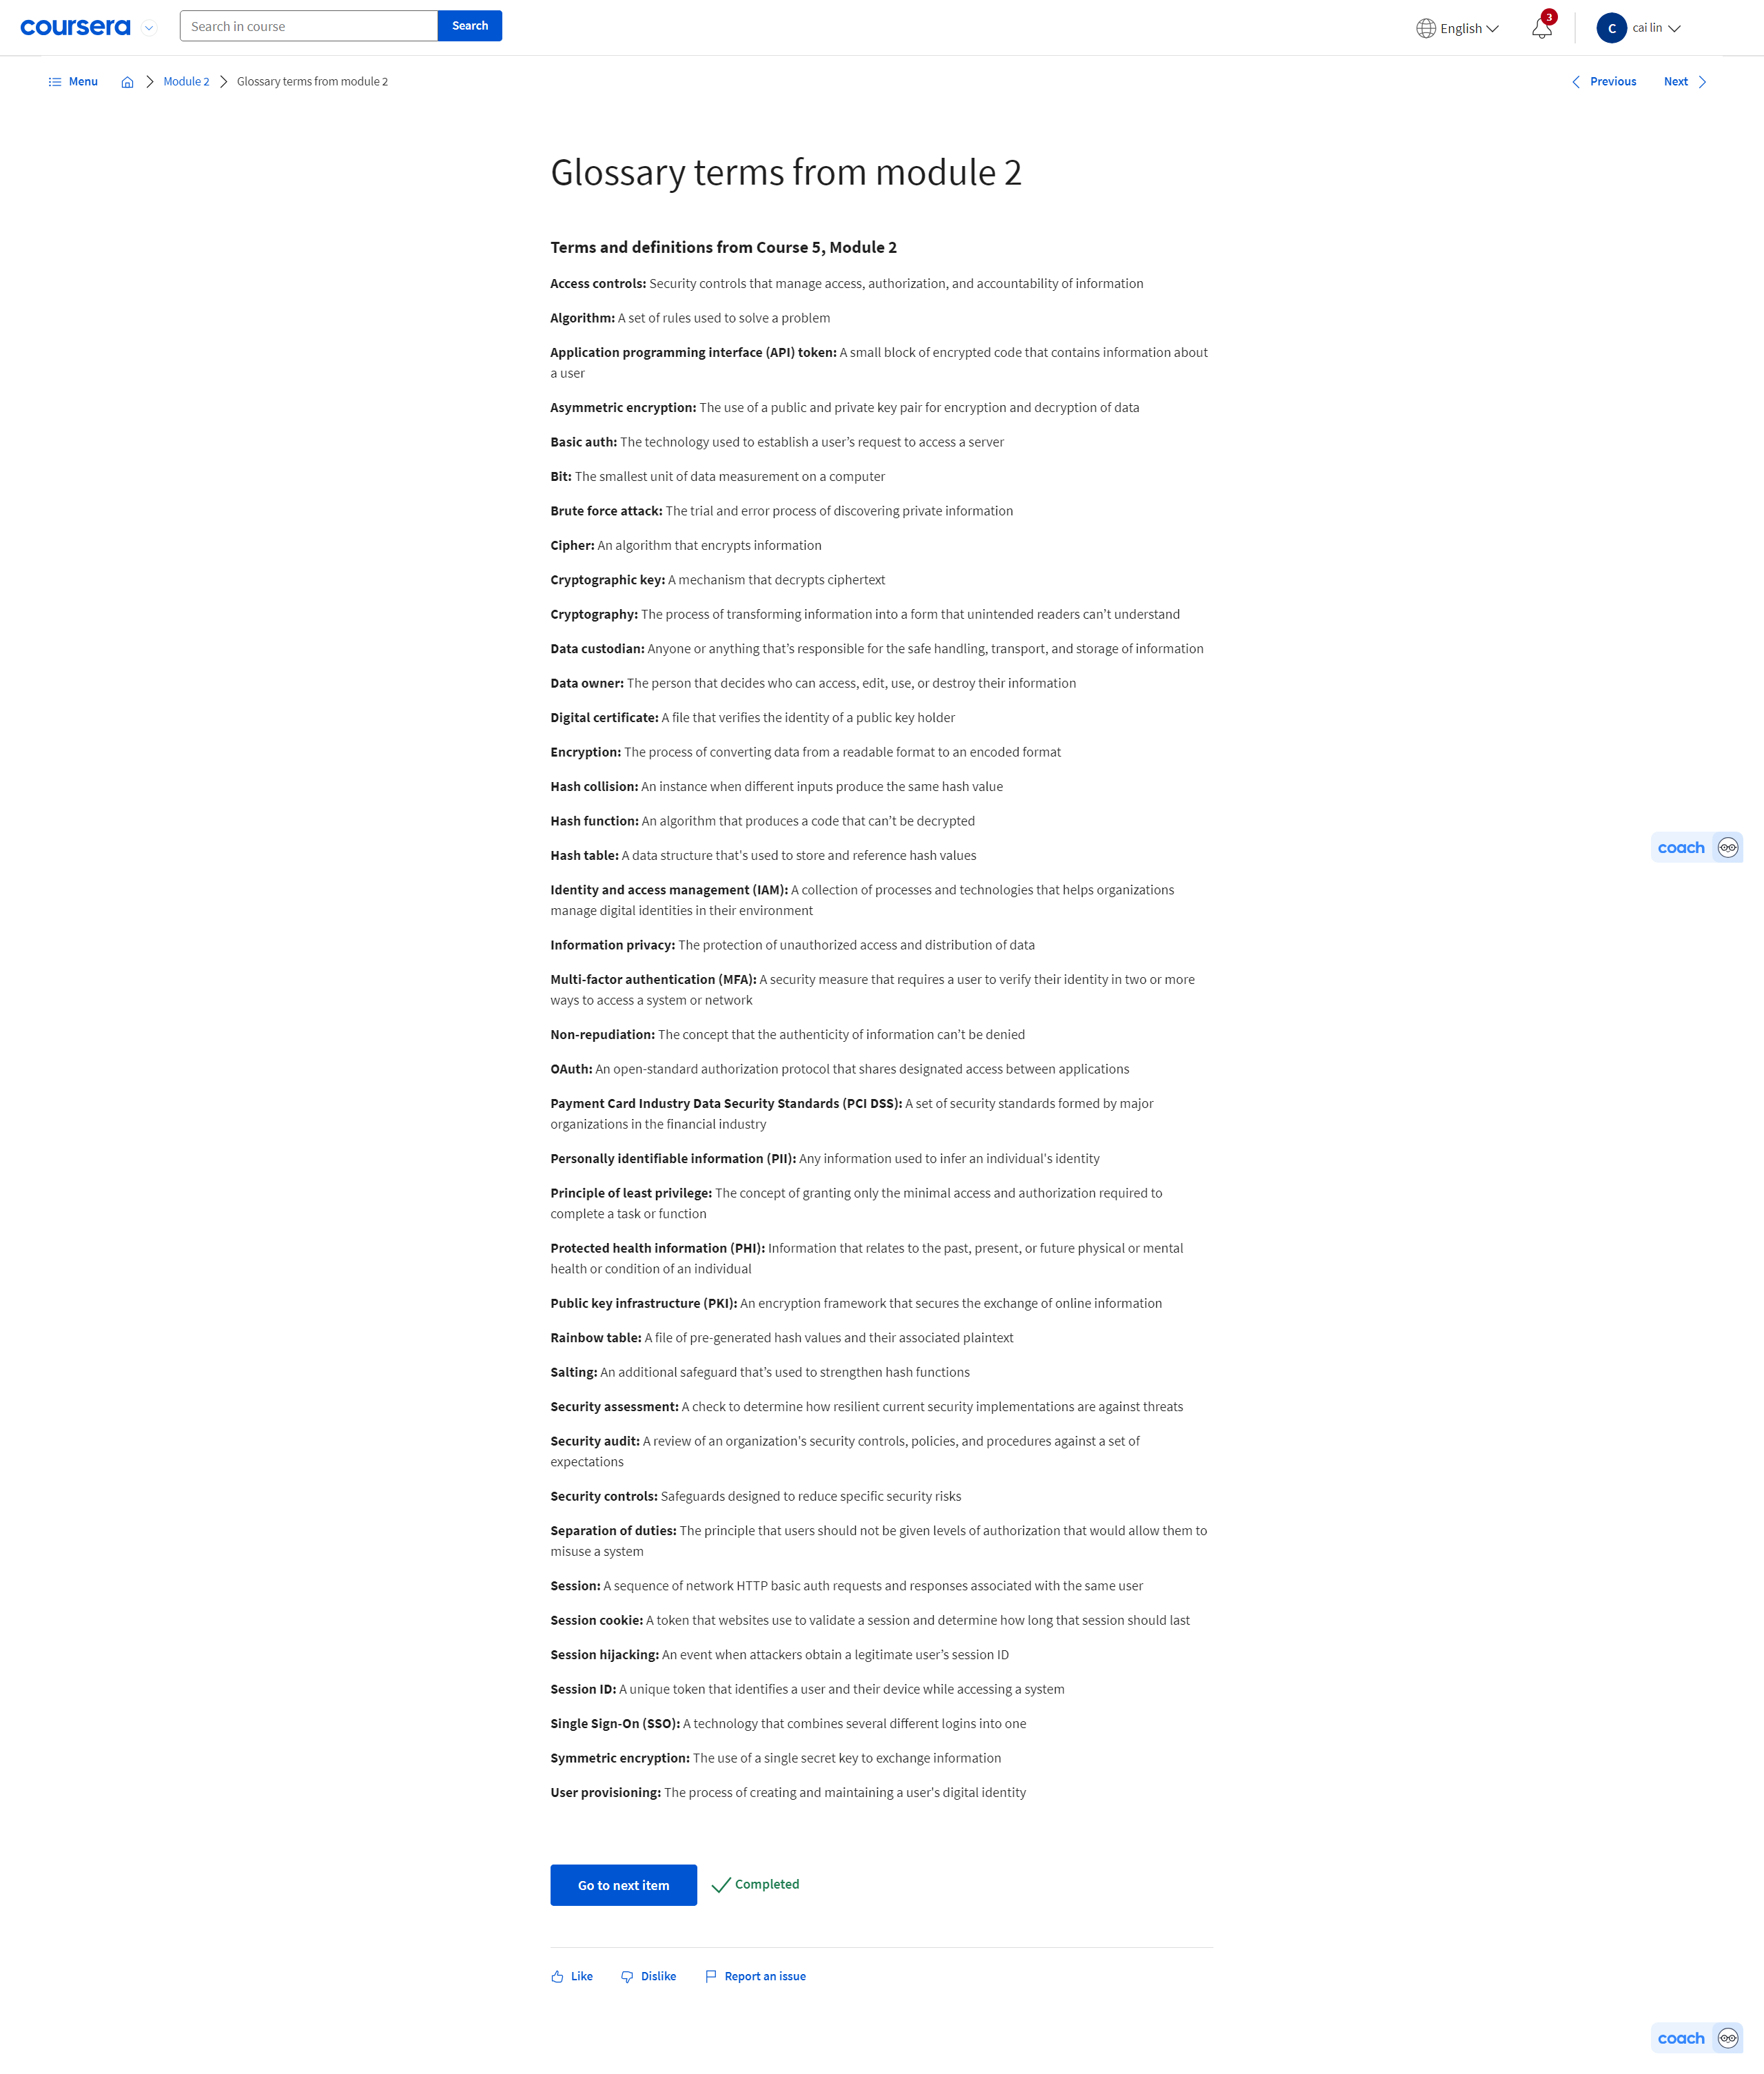 coursera
Search in course
Search
English
3
C
cai lin
Menu
Module 2
Glossary terms from module 2
Previous
Next
Glossary terms from module 2
Terms and definitions from Course 5, Module 2
Access controls: Security controls that manage access, authorization, and accountability of information
Algorithm: A set of rules used to solve a problem
Application programming interface (API) token: A small block of encrypted code that contains information about
a user
Asymmetric encryption: The use of a public and private key pair for encryption and decryption of data
Basic auth: The technology used to establish a user’s request to access a server
Bit: The smallest unit of data measurement on a computer
Brute force attack: The trial and error process of discovering private information
Cipher: An algorithm that encrypts information
Cryptographic key: A mechanism that decrypts ciphertext
Cryptography: The process of transforming information into a form that unintended readers can’t understand
Data custodian: Anyone or anything that’s responsible for the safe handling, transport, and storage of information
Data owner: The person that decides who can access, edit, use, or destroy their information
Digital certificate: A file that verifies the identity of a public key holder
Encryption: The process of converting data from a readable format to an encoded format
Hash collision: An instance when different inputs produce the same hash value
Hash function: An algorithm that produces a code that can’t be decrypted
Hash table: A data structure that's used to store and reference hash values
Identity and access management (IAM): A collection of processes and technologies that helps organizations
manage digital identities in their environment
Information privacy: The protection of unauthorized access and distribution of data
Multi-factor authentication (MFA): A security measure that requires a user to verify their identity in two or more
ways to access a system or network
Non-repudiation: The concept that the authenticity of information can’t be denied
OAuth: An open-standard authorization protocol that shares designated access between applications
Payment Card Industry Data Security Standards (PCI DSS): A set of security standards formed by major
organizations in the financial industry
Personally identifiable information (PII): Any information used to infer an individual's identity
Principle of least privilege: The concept of granting only the minimal access and authorization required to
complete a task or function
Protected health information (PHI): Information that relates to the past, present, or future physical or mental
health or condition of an individual
Public key infrastructure (PKI): An encryption framework that secures the exchange of online information
Rainbow table: A file of pre-generated hash values and their associated plaintext
Salting: An additional safeguard that’s used to strengthen hash functions
Security assessment: A check to determine how resilient current security implementations are against threats
Security audit: A review of an organization's security controls, policies, and procedures against a set of
expectations
Security controls: Safeguards designed to reduce specific security risks
Separation of duties: The principle that users should not be given levels of authorization that would allow them to
misuse a system
Session: A sequence of network HTTP basic auth requests and responses associated with the same user
Session cookie: A token that websites use to validate a session and determine how long that session should last
Session hijacking: An event when attackers obtain a legitimate user’s session ID
Session ID: A unique token that identifies a user and their device while accessing a system
Single Sign-On (SSO): A technology that combines several different logins into one
Symmetric encryption: The use of a single secret key to exchange information
User provisioning: The process of creating and maintaining a user's digital identity
Go to next item
Completed
Like
Dislike
Report an issue
coach
coach